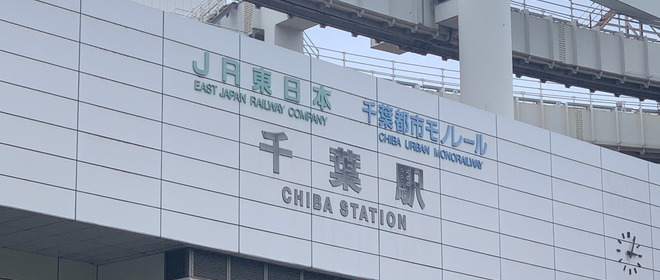 JR東日本
EAST JAPAN RAILWAY COMPANY
千葉都市モノレール
CHIBA URBAN MONORAILWAY
千葉駅
CHIBA STATION